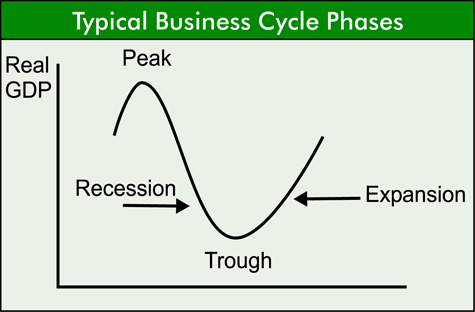 Typical Business Cycle Phases
Real
GDP
Peak
Recession
Expansion
Trough